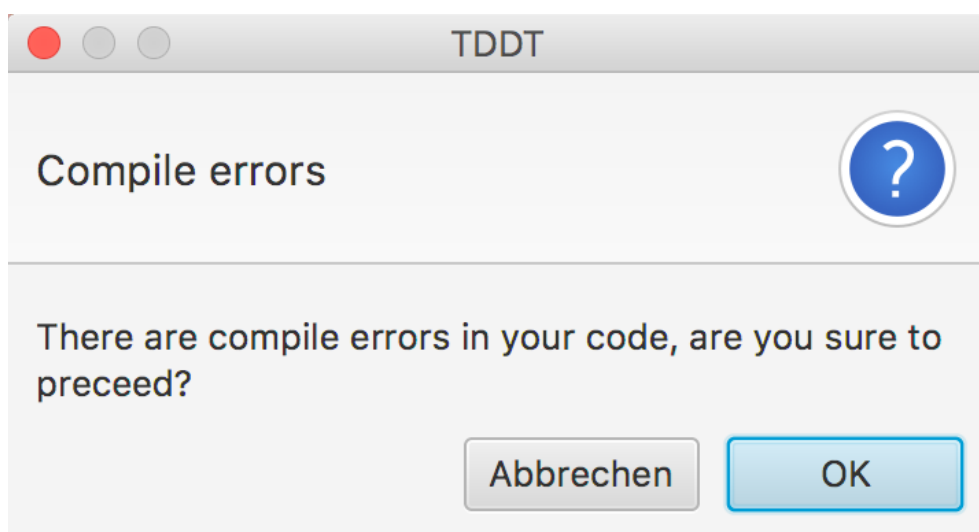 TDDT
Compile errors
?
There are compile errors in your code, are you sure to
preceed?
Abbrechen
OK